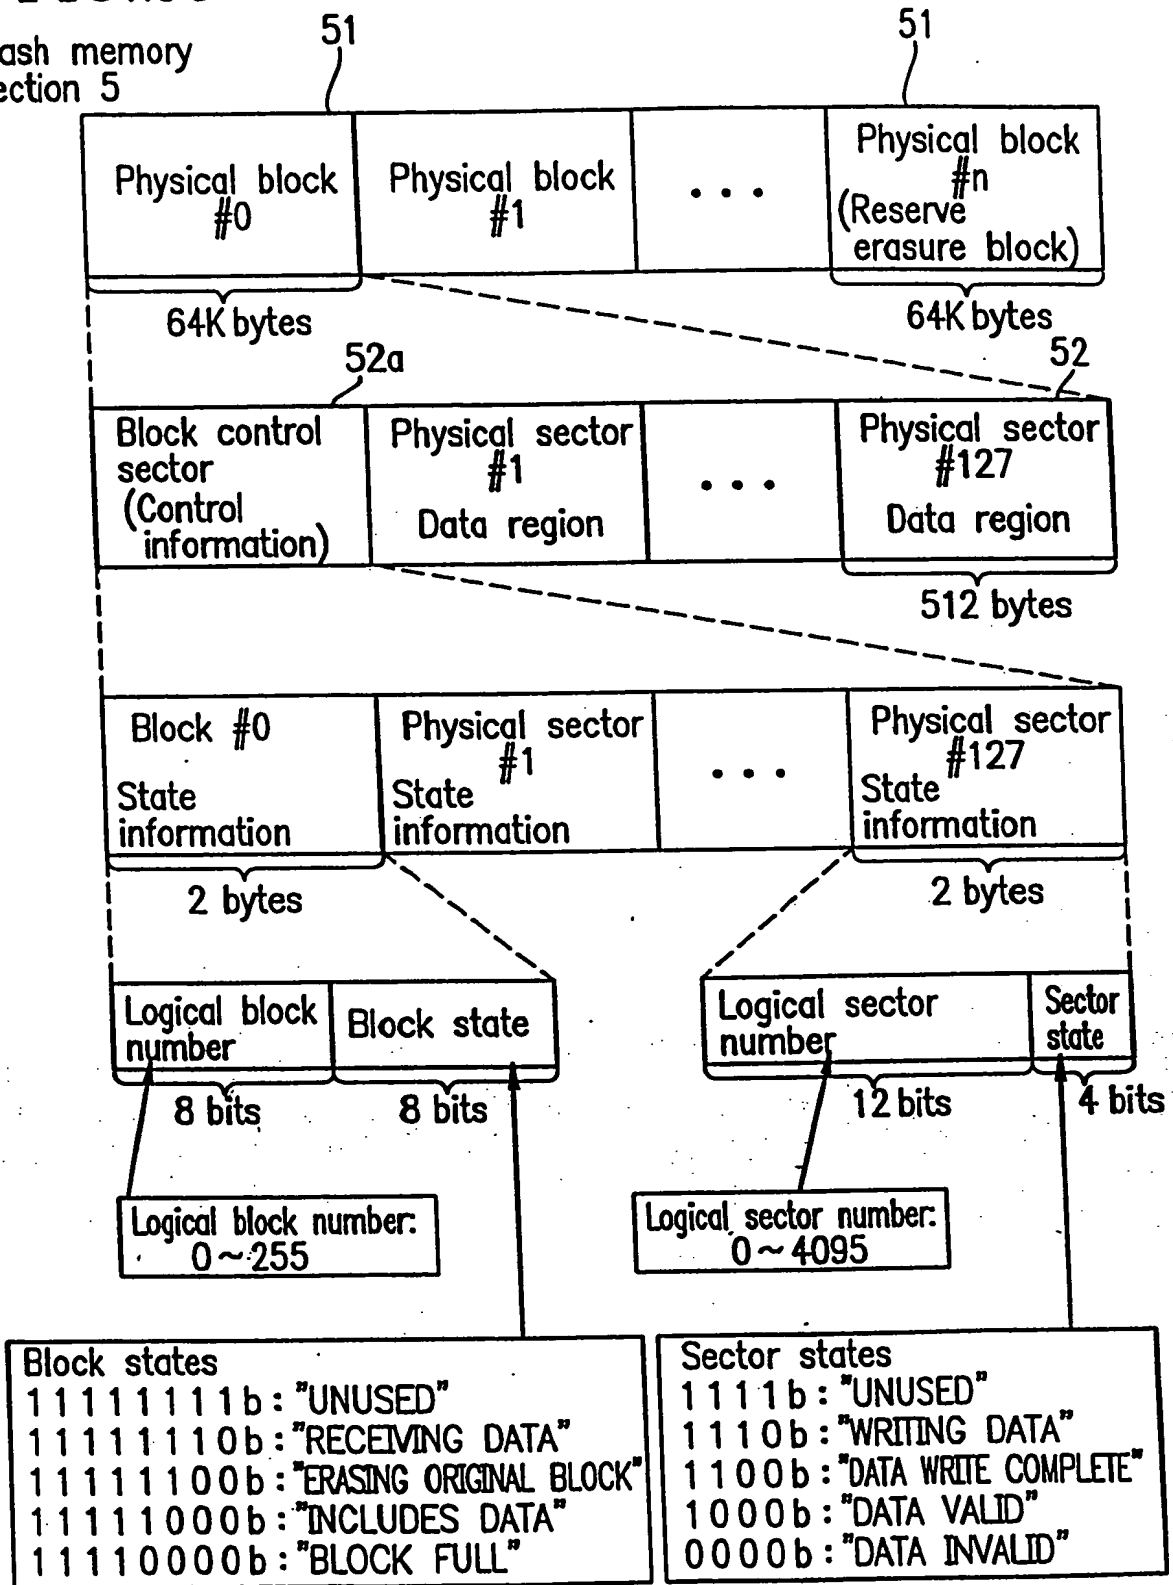 51
51
ash memory
ection 5
Physical block
#0
Physical block
#1
• • •
Physical block
#n
(Reserve
erasure block)
64K bytes
64K bytes
52a
52
Block control
sector
(Control
information)
Physical sector
#1
Data region
• • •
Physical sector
#127
Data region
512 bytes
Block #0
State
information
Physical sector
#1
State
information
• • •
Physical sector
#127
State
information
2 bytes
2 bytes
Logical block
number
Block state
Logical sector
number
Sector
state
8 bits
8 bits
12 bits
4 bits
Logical block number:
0~255
Logical sector number:
0~4095
Block states
11111111b:"UNUSED"
11111110b:"RECEIVING DATA"
11111100b:"ERASING ORIGINAL BLOCK"
11111000b:"INCLUDES DATA"
11110000b:"BLOCK FULL"
Sector states
1111b:"UNUSED"
1110b:"WRITING DATA"
1100b:"DATA WRITE COMPLETE"
1000b:"DATA VALID"
0000b:"DATA INVALID"